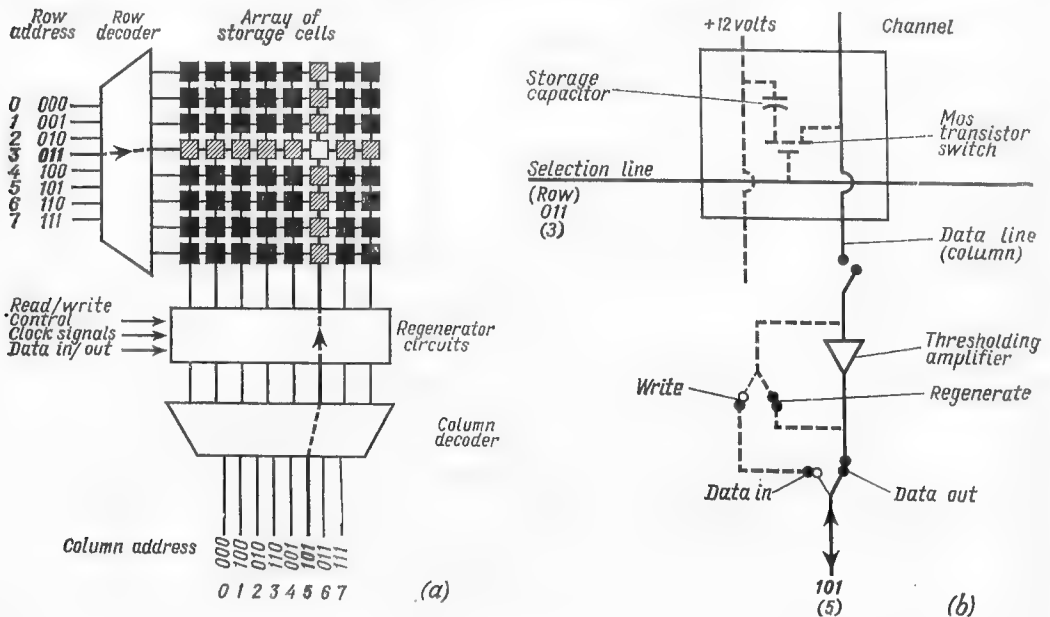 Row address
Row decoder
Array of storage cells
0 000
1 001
2 010
3 011
4 100
5 101
6 110
7 111
Read/write
Control
Clock signals
Data in/out
Regenerator circuits
Column decoder
Column address
000 100 010 110 001 101 011 111
0 1 2 3 4 5 6 7
(a)
+12 volts
Channel
Storage capacitor
Mos transistor switch
Selection line
(Row)
011
(3)
Data line
(column)
Thresholding amplifier
Write
Regenerate
Data in
Data out
101
(5)
(b)